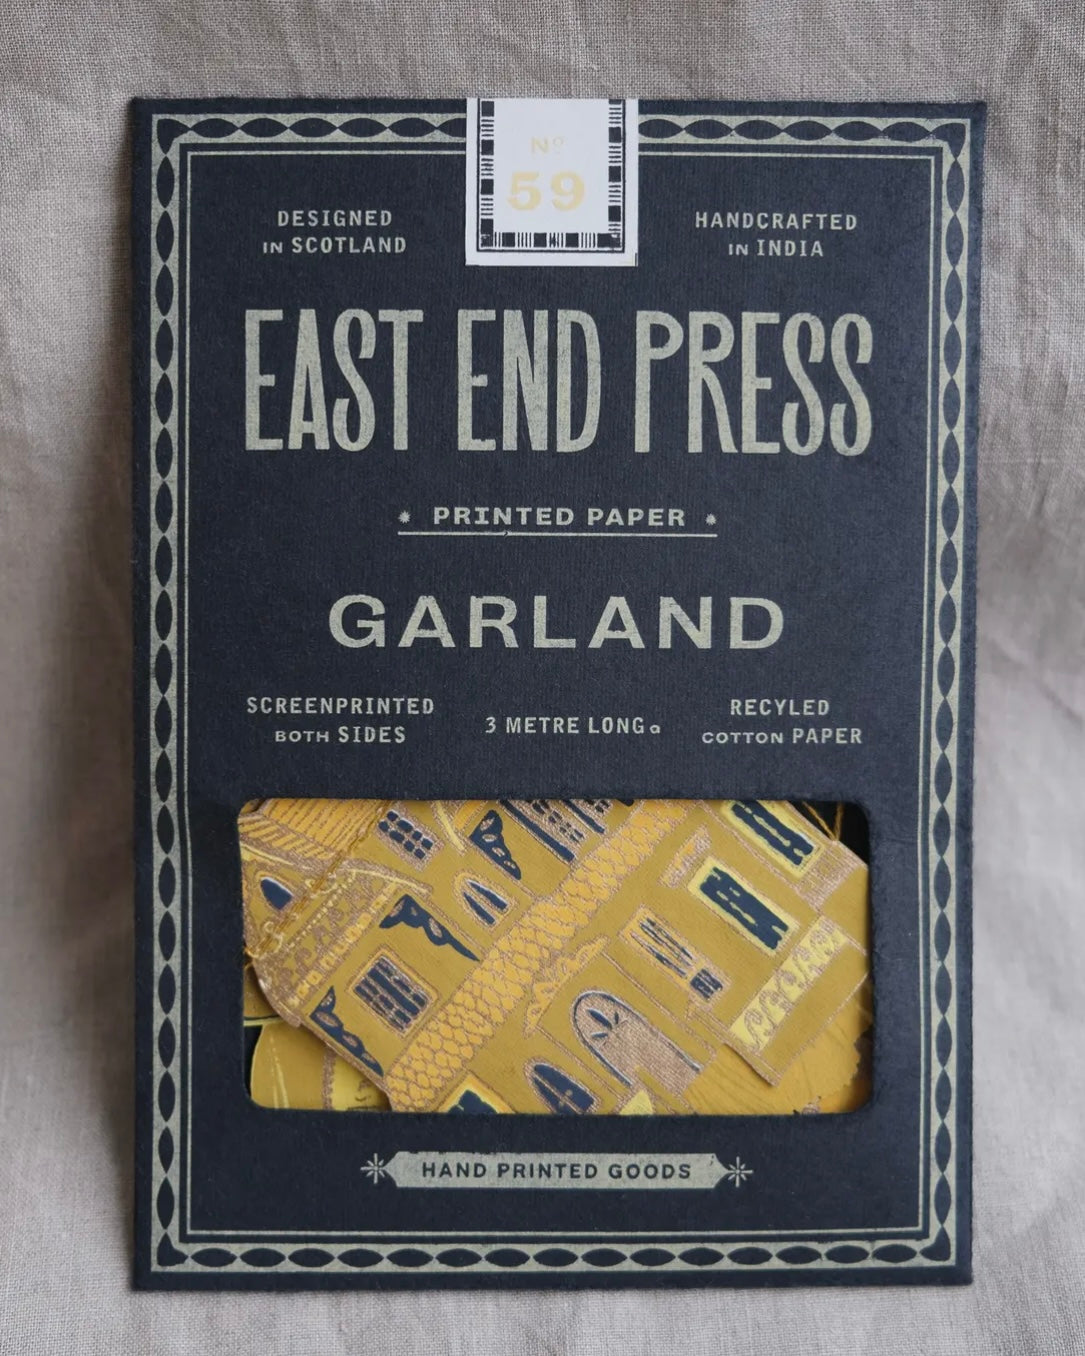 Nº
59
DESIGNED
IN SCOTLAND
HANDCRAFTED
IN INDIA
EAST END PRESS
PRINTED PAPER
GARLAND
SCREENPRINTED
BOTH SIDES
3 METRE LONG
RECYLED
COTTON PAPER
HAND PRINTED GOODS